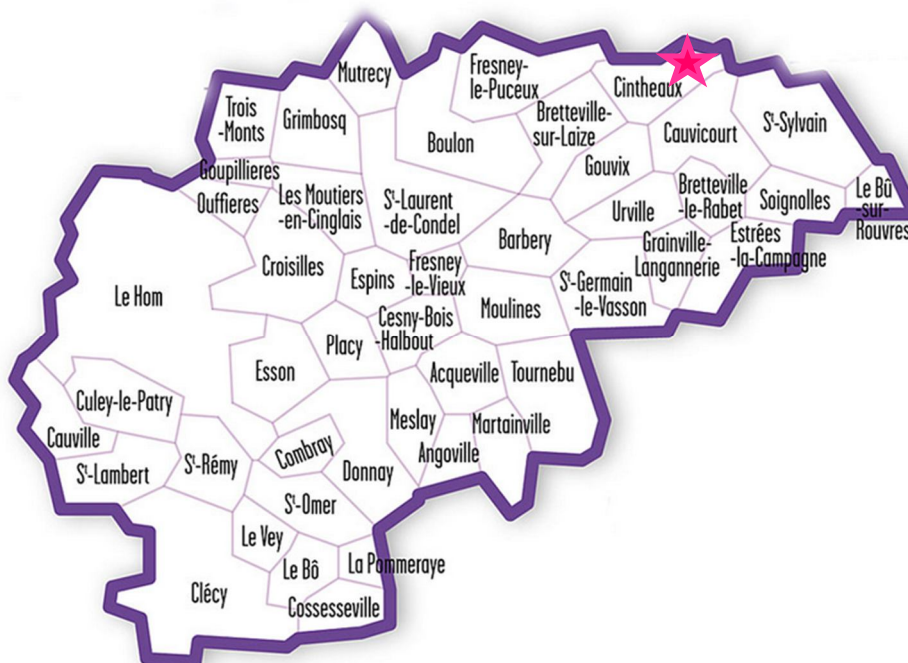 Mutrecy
Fresney-
le-Puceux
Cintheaux
Trois
-Monts
Grimbosq
Boulon
Bretteville-
sur-Laize
Cauvicourt
St-Sylvain
Gouvix
Goupillieres
Ouffieres
Les Moutiers
-en-Cinglais
St-Laurent
-de-Condel
Urville
Bretteville
-le-Rabet
Soignolles
Le Bû
-sur-
Rouvres
Barbery
Grainville-
Langannerie
Estrées
-la-Campagne
Croisilles
Espins
Fresney
-le-Vieux
St-Germain
-le-Vasson
Le Hom
Moulines
Cesny-Bois
-Halbout
Placy
Esson
Acqueville
Tournebu
Culey-le-Patry
Meslay
Martainville
Cauville
Angoville
Combray
St-Rémy
St-Lambert
Donnay
St-Omer
Le Vey
Le Bô
La Pommeraye
Clécy
Cossesseville